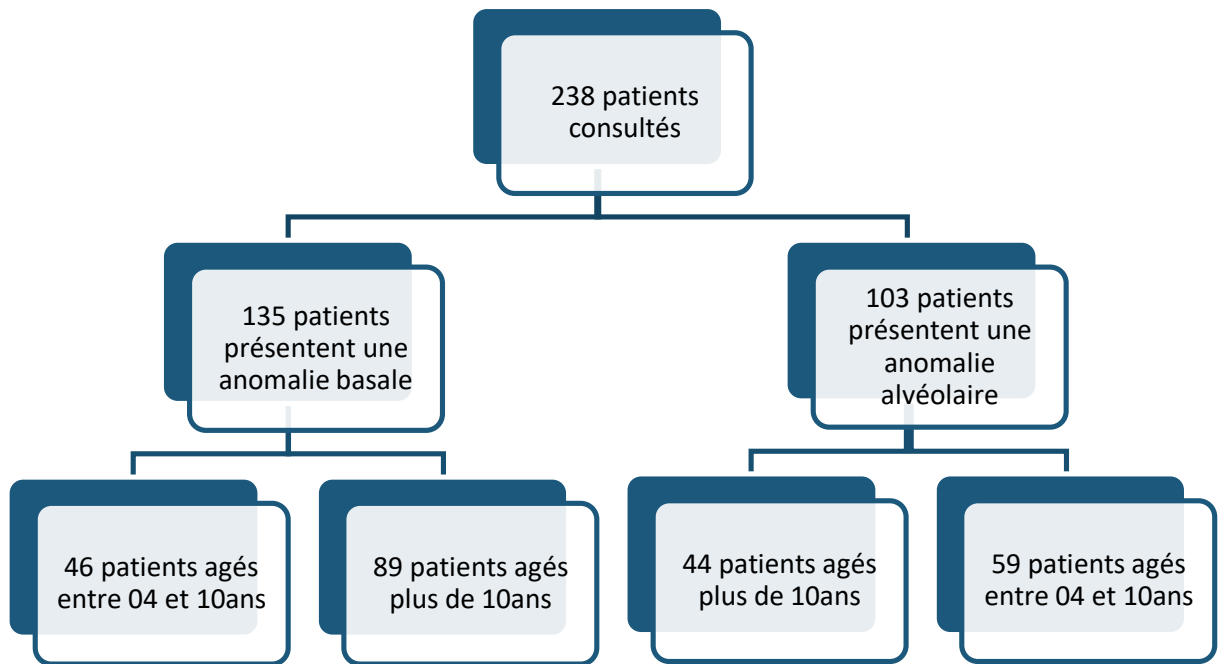 238 patients
consultés
135 patients
présentent une
anomalie basale
103 patients
présentent une
anomalie
alvéolaire
46 patients agés
entre 04 et 10ans
89 patients agés
plus de 10ans
44 patients agés
plus de 10ans
59 patients agés
entre 04 et 10ans